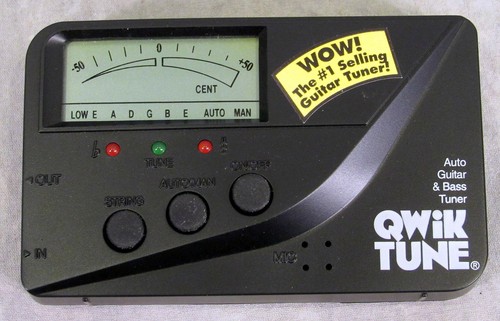 -50 0 +50
CENT
LOW E A D G B E AUTO MAN
WOW!
The #1 Selling
Guitar Tuner!
TUNE
OUT
STRING
AUTO/MAN
IN
MIC
Auto
Guitar
& Bass
Tuner
QWiK
TUNE®